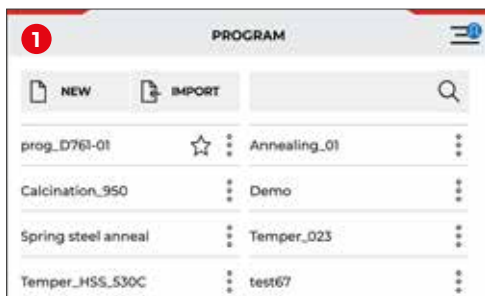 1
PROGRAM
NEW IMPORT
prog_D761-01 Annealing_01
Calcination_950 Demo
Spring steel anneal Temper_023
Temper_HSS_530C test67